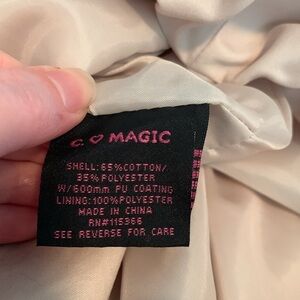 C. ♡ MAGIC
SHELL: 65%COTTON/
35%POLYESTER
W/600mm PU COATING
LINING: 100%POLYESTER
MADE IN CHINA
RN#115366
SEE REVERSE FOR CARE